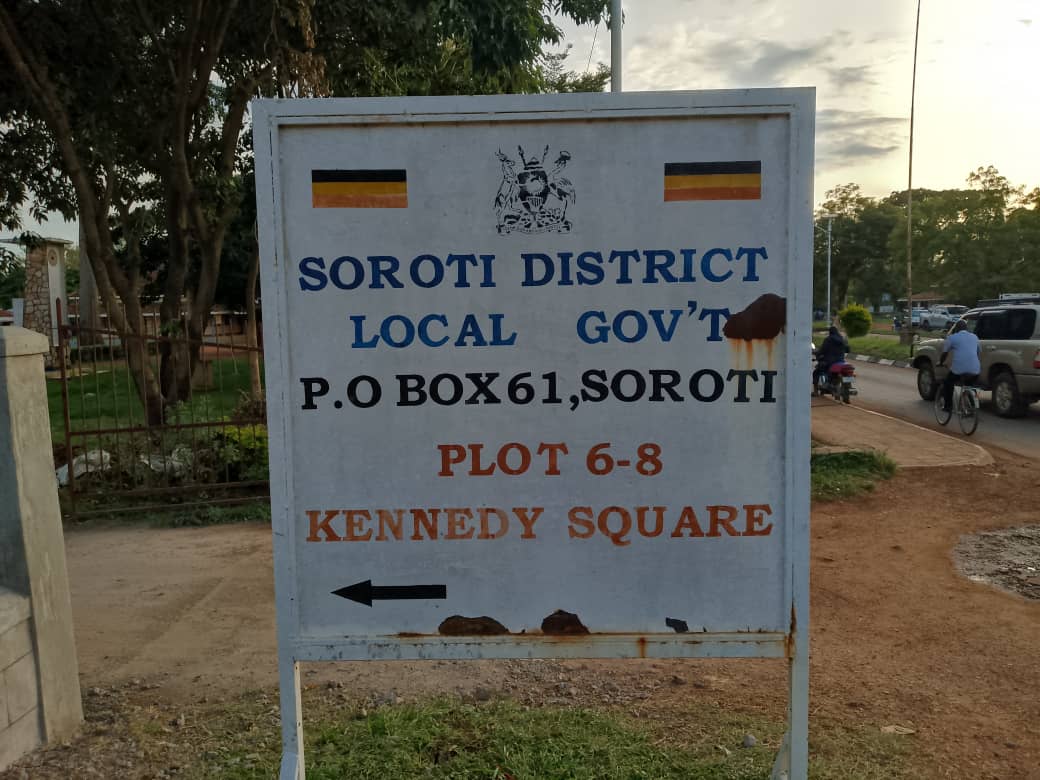 SOROTI DISTRICT
LOCAL GOV'T
P.O BOX 61, SOROTI
PLOT 6-8
KENNEDY SQUARE